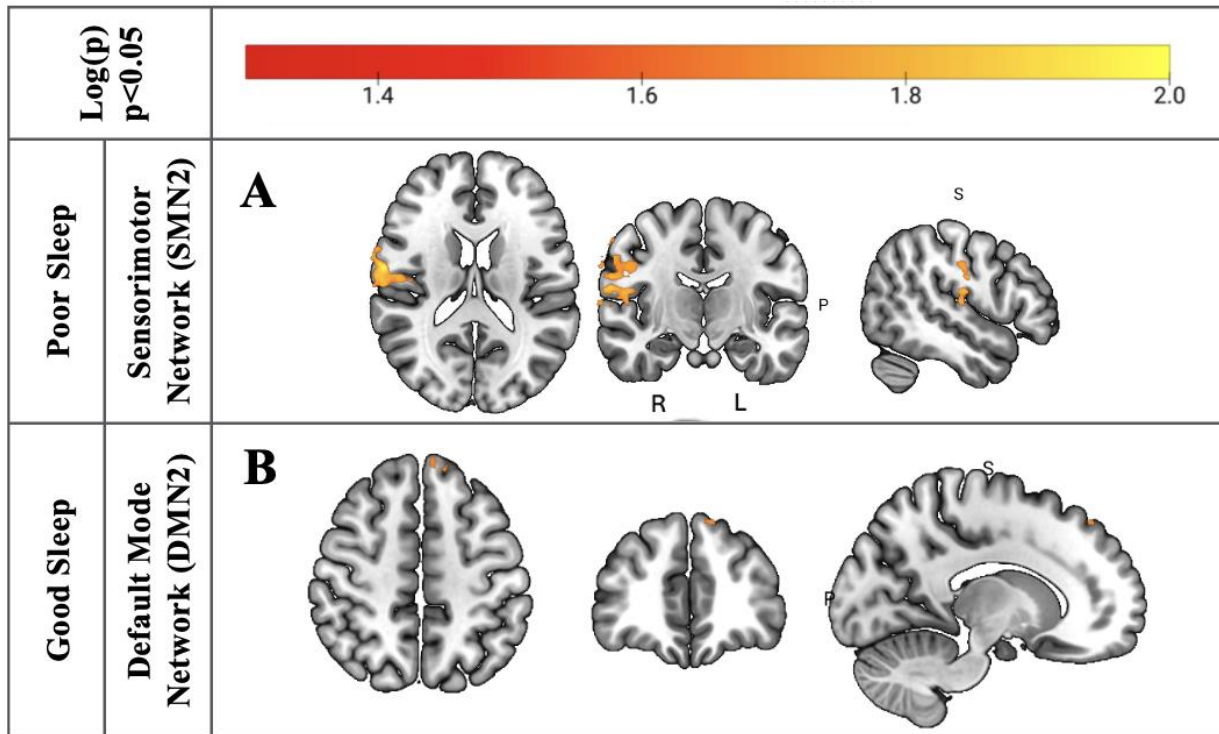 Log(p)
p<0.05
1.4 1.6 1.8 2.0
Poor Sleep
Sensorimotor
Network (SMN2)
A
S
P
R L
Good Sleep
Default Mode
Network (DMN2)
B
S
P